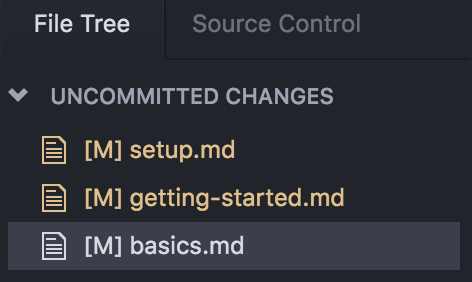 File Tree Source Control
UNCOMMITTED CHANGES
[M] setup.md
[M] getting-started.md
[M] basics.md